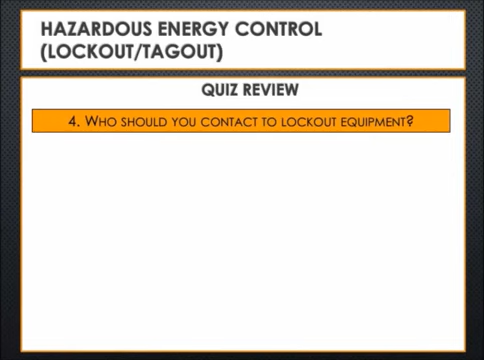 HAZARDOUS ENERGY CONTROL
(LOCKOUT/TAGOUT)
QUIZ REVIEW
4. WHO SHOULD YOU CONTACT TO LOCKOUT EQUIPMENT?